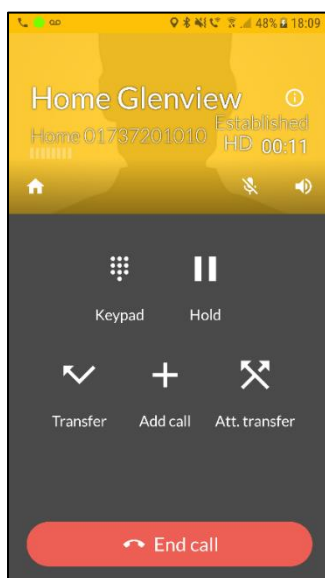 48% 18:09
Home Glenview
Established
Home 01737201010 HD 00:11
Keypad Hold
Transfer Add call Att. transfer
End call